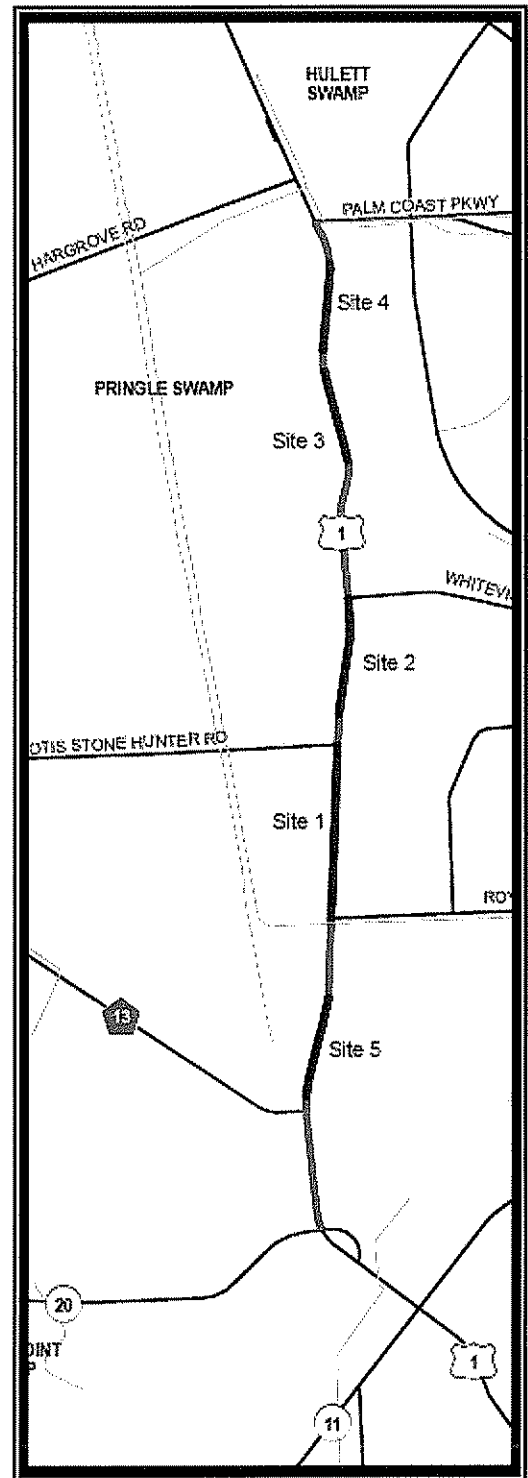 HULETT
SWAMP
PALM COAST PKWY
HARGROVE RD
Site 4
PRINGLE SWAMP
Site 3
1
WHITEVI
Site 2
OTIS STONE HUNTER RD
Site 1
ROY
13
Site 5
20
OINT
P
1
11